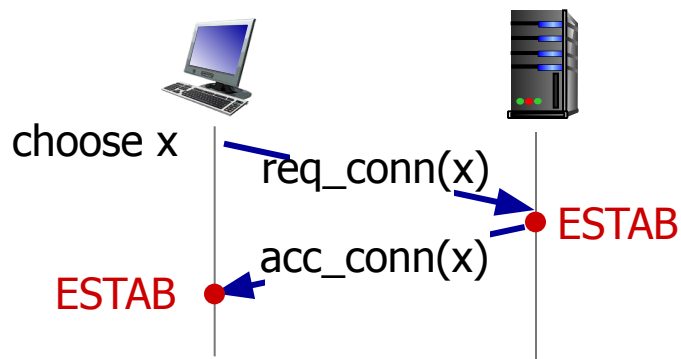 choose x
req_conn(x)
ESTAB
acc_conn(x)
ESTAB